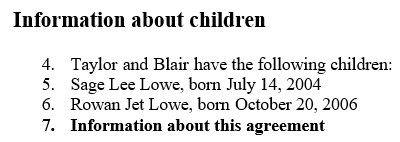 Information about children
4. Taylor and Blair have the following children:
5. Sage Lee Lowe, born July 14, 2004
6. Rowan Jet Lowe, born October 20, 2006
7. Information about this agreement